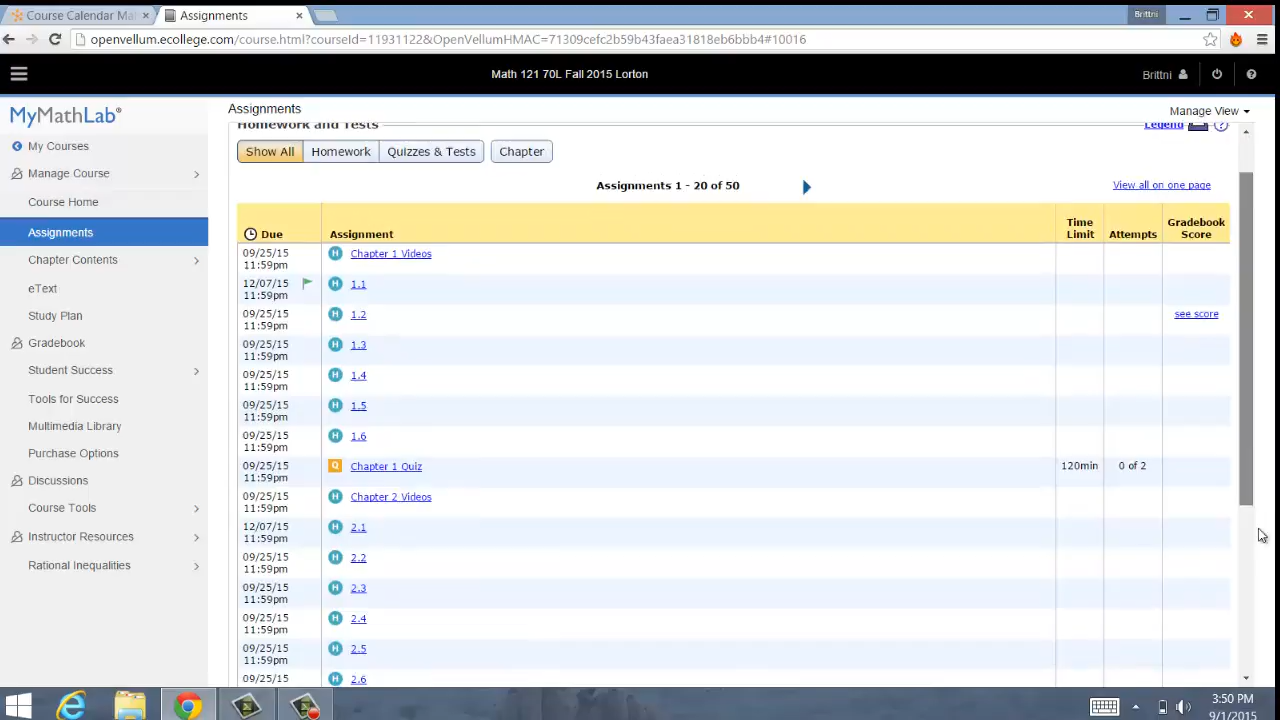 Course Calendar Mat
Assignments
Brittni
openvellum.ecollege.com/course.html?courseId=11931122&OpenVellumHMAC=71309cefc2b59b43faea31818eb6bbb4#10016
Math 121 70L Fall 2015 Lorton
Brittni
MyMathLab®
Assignments
Manage View
My Courses
Manage Course
Course Home
Assignments
Chapter Contents
eText
Study Plan
Gradebook
Student Success
Tools for Success
Multimedia Library
Purchase Options
Discussions
Course Tools
Instructor Resources
Rational Inequalities
Homework and Tests
Legend
Show All Homework Quizzes & Tests Chapter
Assignments 1 - 20 of 50
View all on one page
Due Assignment Time Limit Attempts Gradebook Score
09/25/15 11:59pm H Chapter 1 Videos
12/07/15 11:59pm H 1.1
09/25/15 11:59pm H 1.2 see score
09/25/15 11:59pm H 1.3
09/25/15 11:59pm H 1.4
09/25/15 11:59pm H 1.5
09/25/15 11:59pm H 1.6
09/25/15 11:59pm Q Chapter 1 Quiz 120min 0 of 2
09/25/15 11:59pm H Chapter 2 Videos
12/07/15 11:59pm H 2.1
09/25/15 11:59pm H 2.2
09/25/15 11:59pm H 2.3
09/25/15 11:59pm H 2.4
09/25/15 11:59pm H 2.5
09/25/15 H 2.6
3:50 PM
9/1/2015